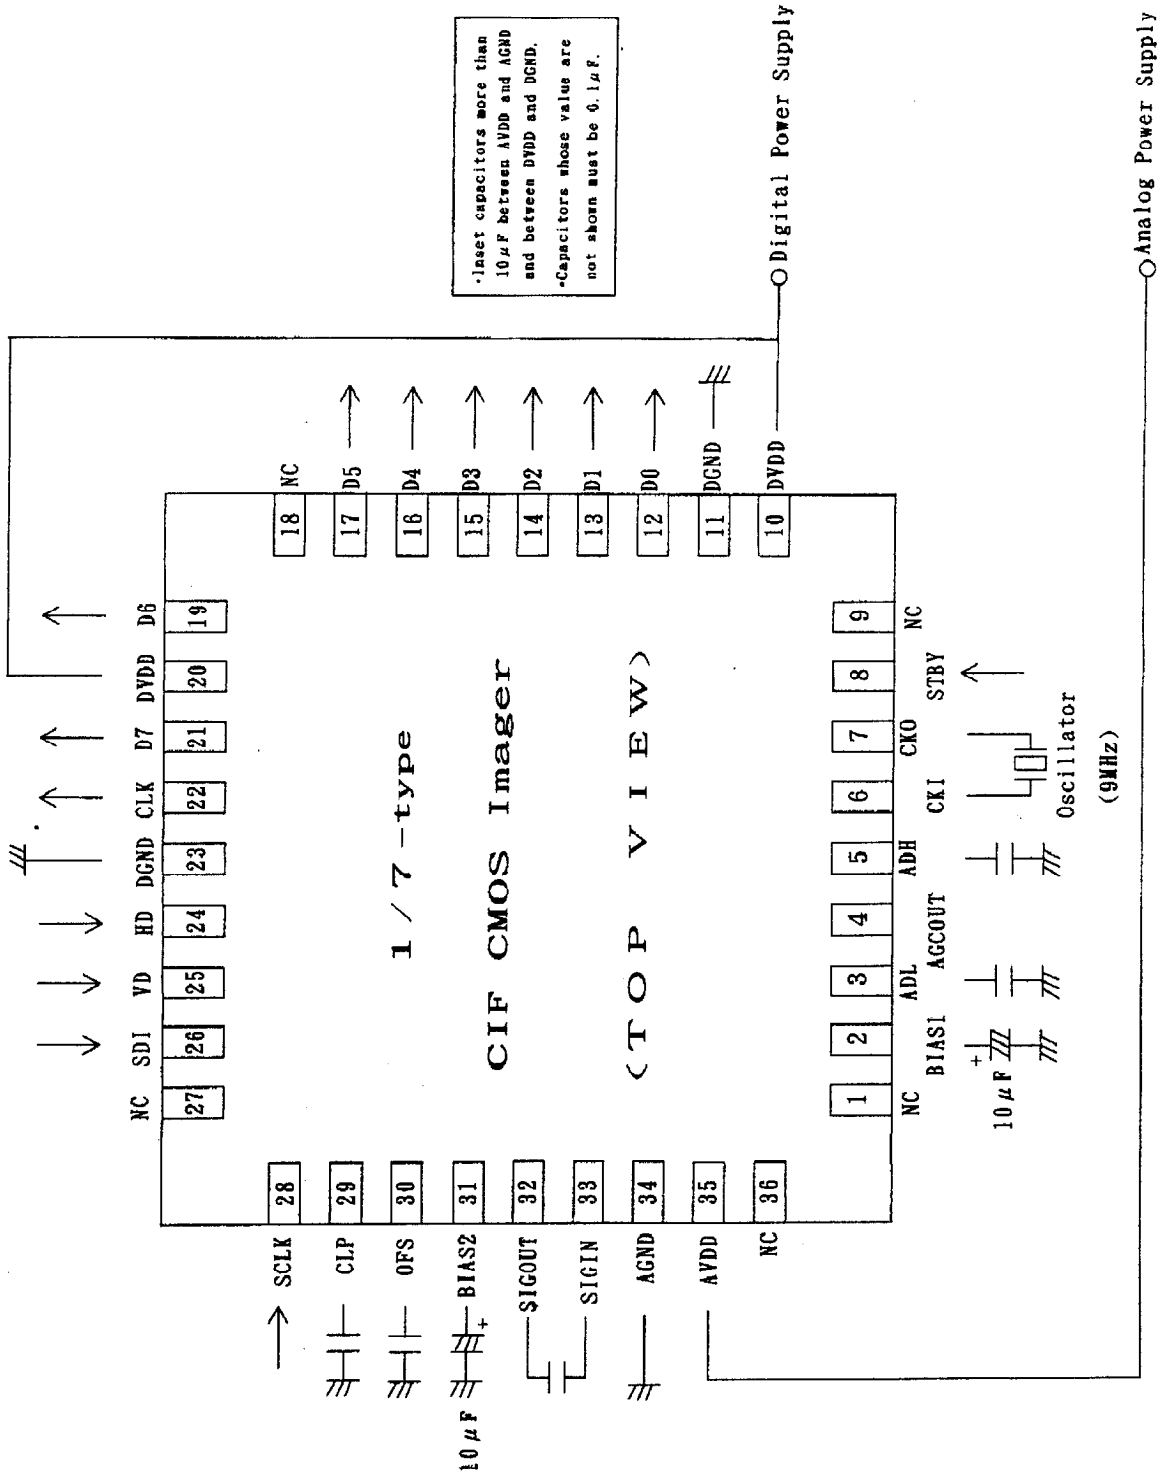 ·Inset capacitors more than
10μF between AVDD and AGND
and between DVDD and DGND.
·Capacitors whose value are
not shown must be 0.1μF.
Digital Power Supply
Analog Power Supply
NC
D5
D4
D3
D2
D1
D0
DGND
DVDD
18
17
16
15
14
13
12
11
10
D6
DVDD
D7
CLK
DGND
HD
VD
SDI
NC
19
20
21
22
23
24
25
26
27
1/7-type
CIF CMOS Imager
(TOP VIEW)
9
8
7
6
5
4
3
2
1
NC
STBY
CKO
CKI
ADH
AGCOUT
ADL
BIAS1
NC
Oscillator
(9MHz)
+
10μF
28
29
30
31
32
33
34
35
36
SCLK
CLP
OFS
BIAS2
SIGOUT
SIGIN
AGND
AVDD
NC
+
10μF